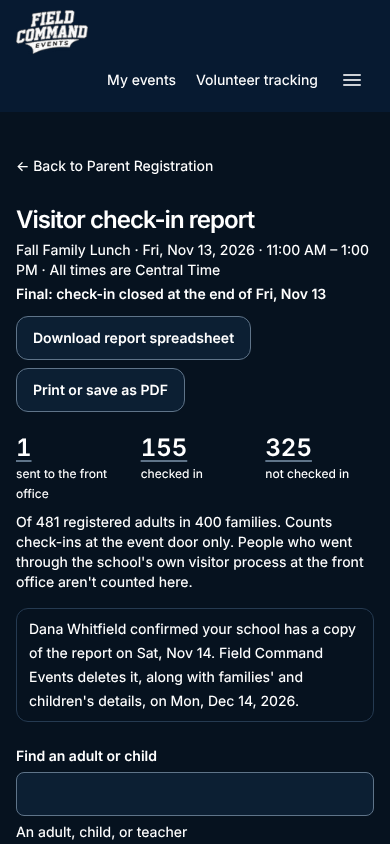 FIELD
COMMAND
EVENTS
My events
Volunteer tracking
← Back to Parent Registration
Visitor check-in report
Fall Family Lunch · Fri, Nov 13, 2026 · 11:00 AM – 1:00
PM · All times are Central Time
Final: check-in closed at the end of Fri, Nov 13
Download report spreadsheet
Print or save as PDF
1
sent to the front
office
155
checked in
325
not checked in
Of 481 registered adults in 400 families. Counts
check-ins at the event door only. People who went
through the school's own visitor process at the front
office aren't counted here.
Dana Whitfield confirmed your school has a copy
of the report on Sat, Nov 14. Field Command
Events deletes it, along with families' and
children's details, on Mon, Dec 14, 2026.
Find an adult or child
An adult, child, or teacher